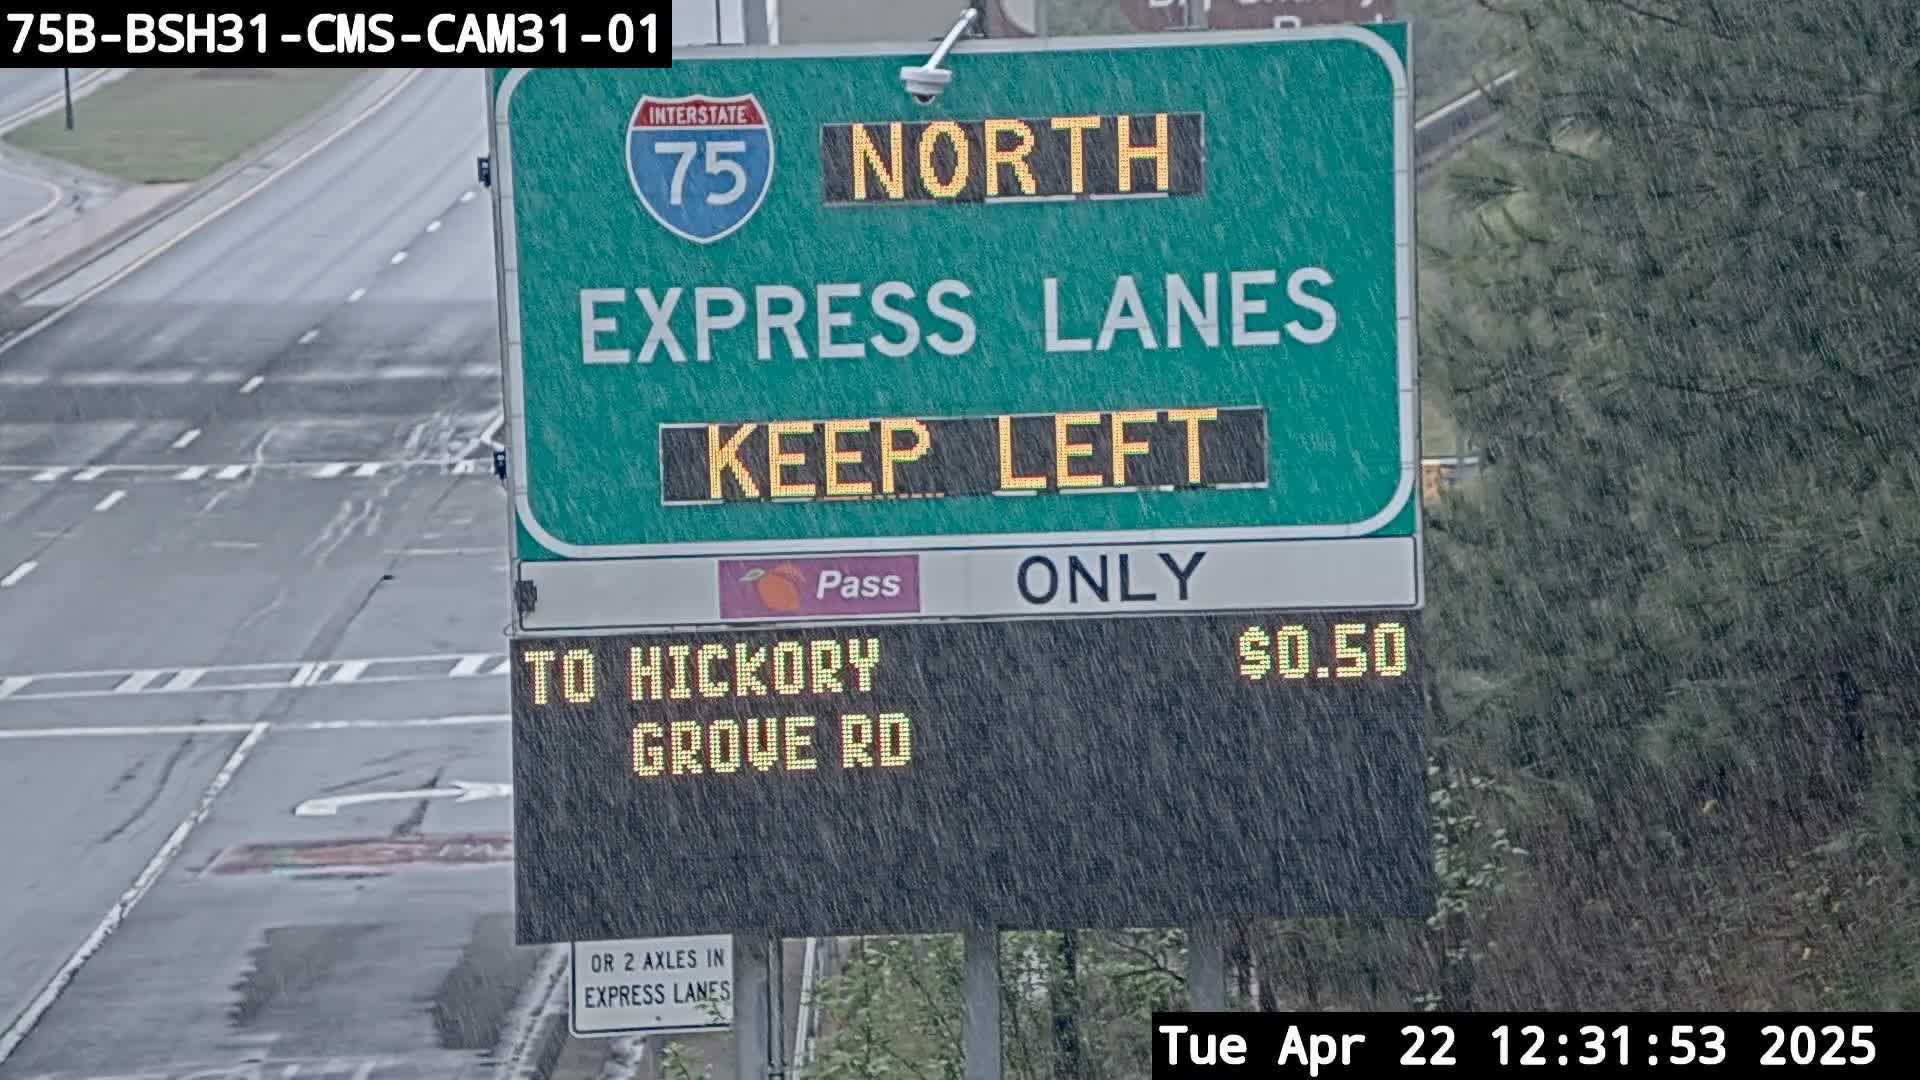 75B-BSH31-CMS-CAM31-01
INTERSTATE
75
NORTH
EXPRESS LANES
KEEP LEFT
Pass ONLY
TO HICKORY $0.50
GROVE RD
OR 2 AXLES IN
EXPRESS LANES
Tue Apr 22 12:31:53 2025